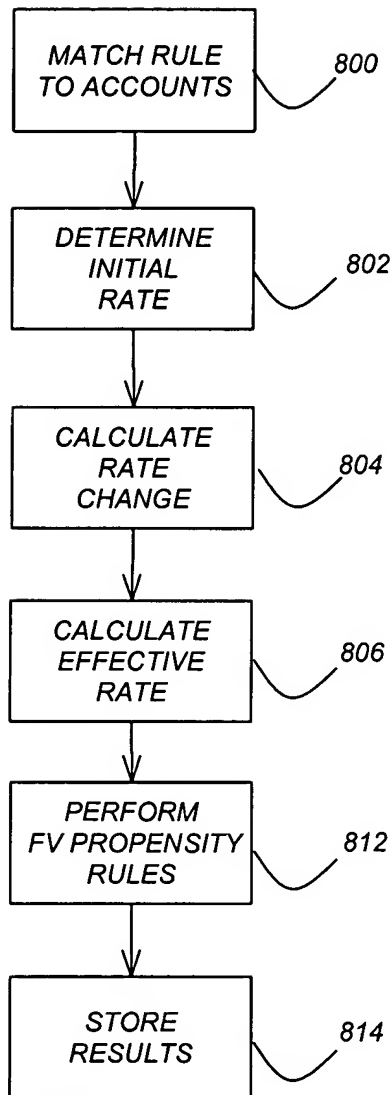 MATCH RULE
TO ACCOUNTS
800
DETERMINE
INITIAL
RATE
802
CALCULATE
RATE
CHANGE
804
CALCULATE
EFFECTIVE
RATE
806
PERFORM
FV PROPENSITY
RULES
812
STORE
RESULTS
814